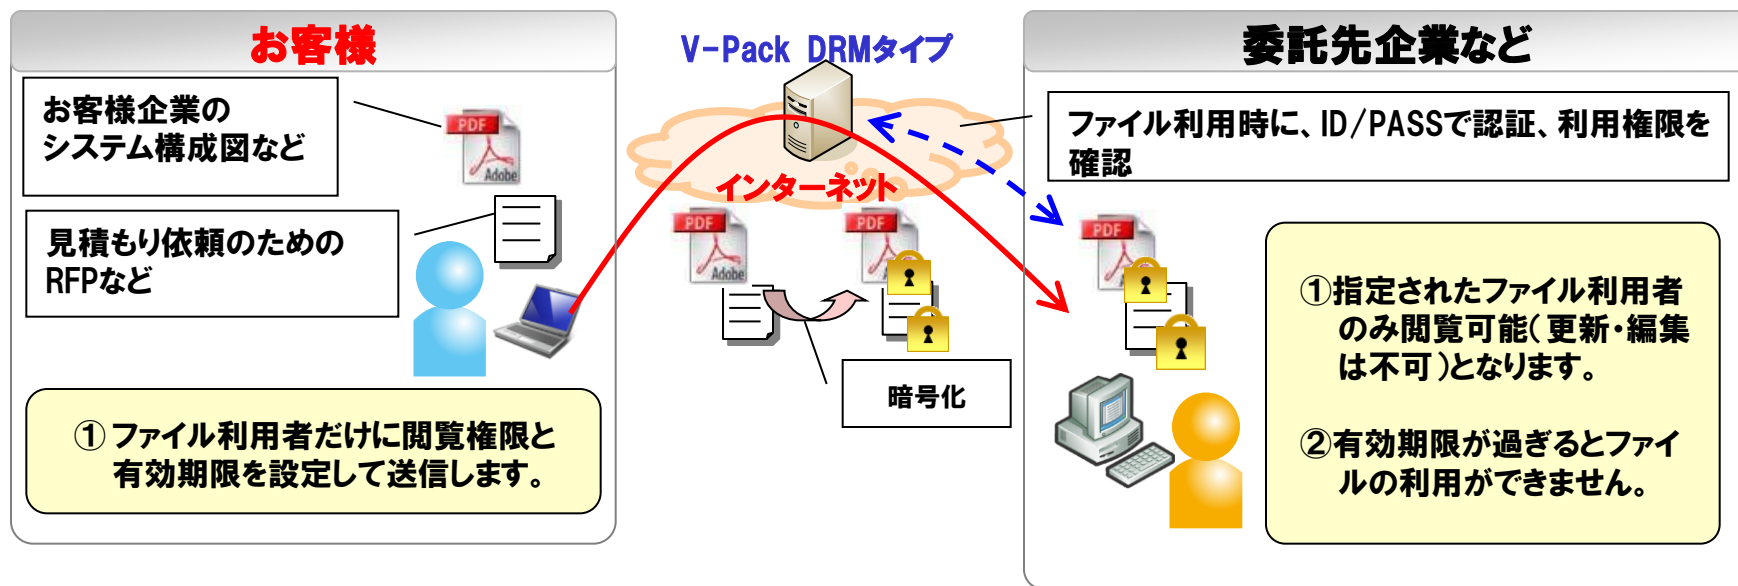 お客様
お客様企業の
システム構成図など
PDF
Adobe
見積もり依頼のための
RFPなど
① ファイル利用者だけに閲覧権限と
有効期限を設定して送信します。
V-Pack DRMタイプ
インターネット
PDF
Adobe
PDF
暗号化
委託先企業など
ファイル利用時に、ID/PASSで認証、利用権限を
確認
PDF
①指定されたファイル利用者
のみ閲覧可能(更新・編集
は不可)となります。
②有効期限が過ぎるとファイ
ルの利用ができません。